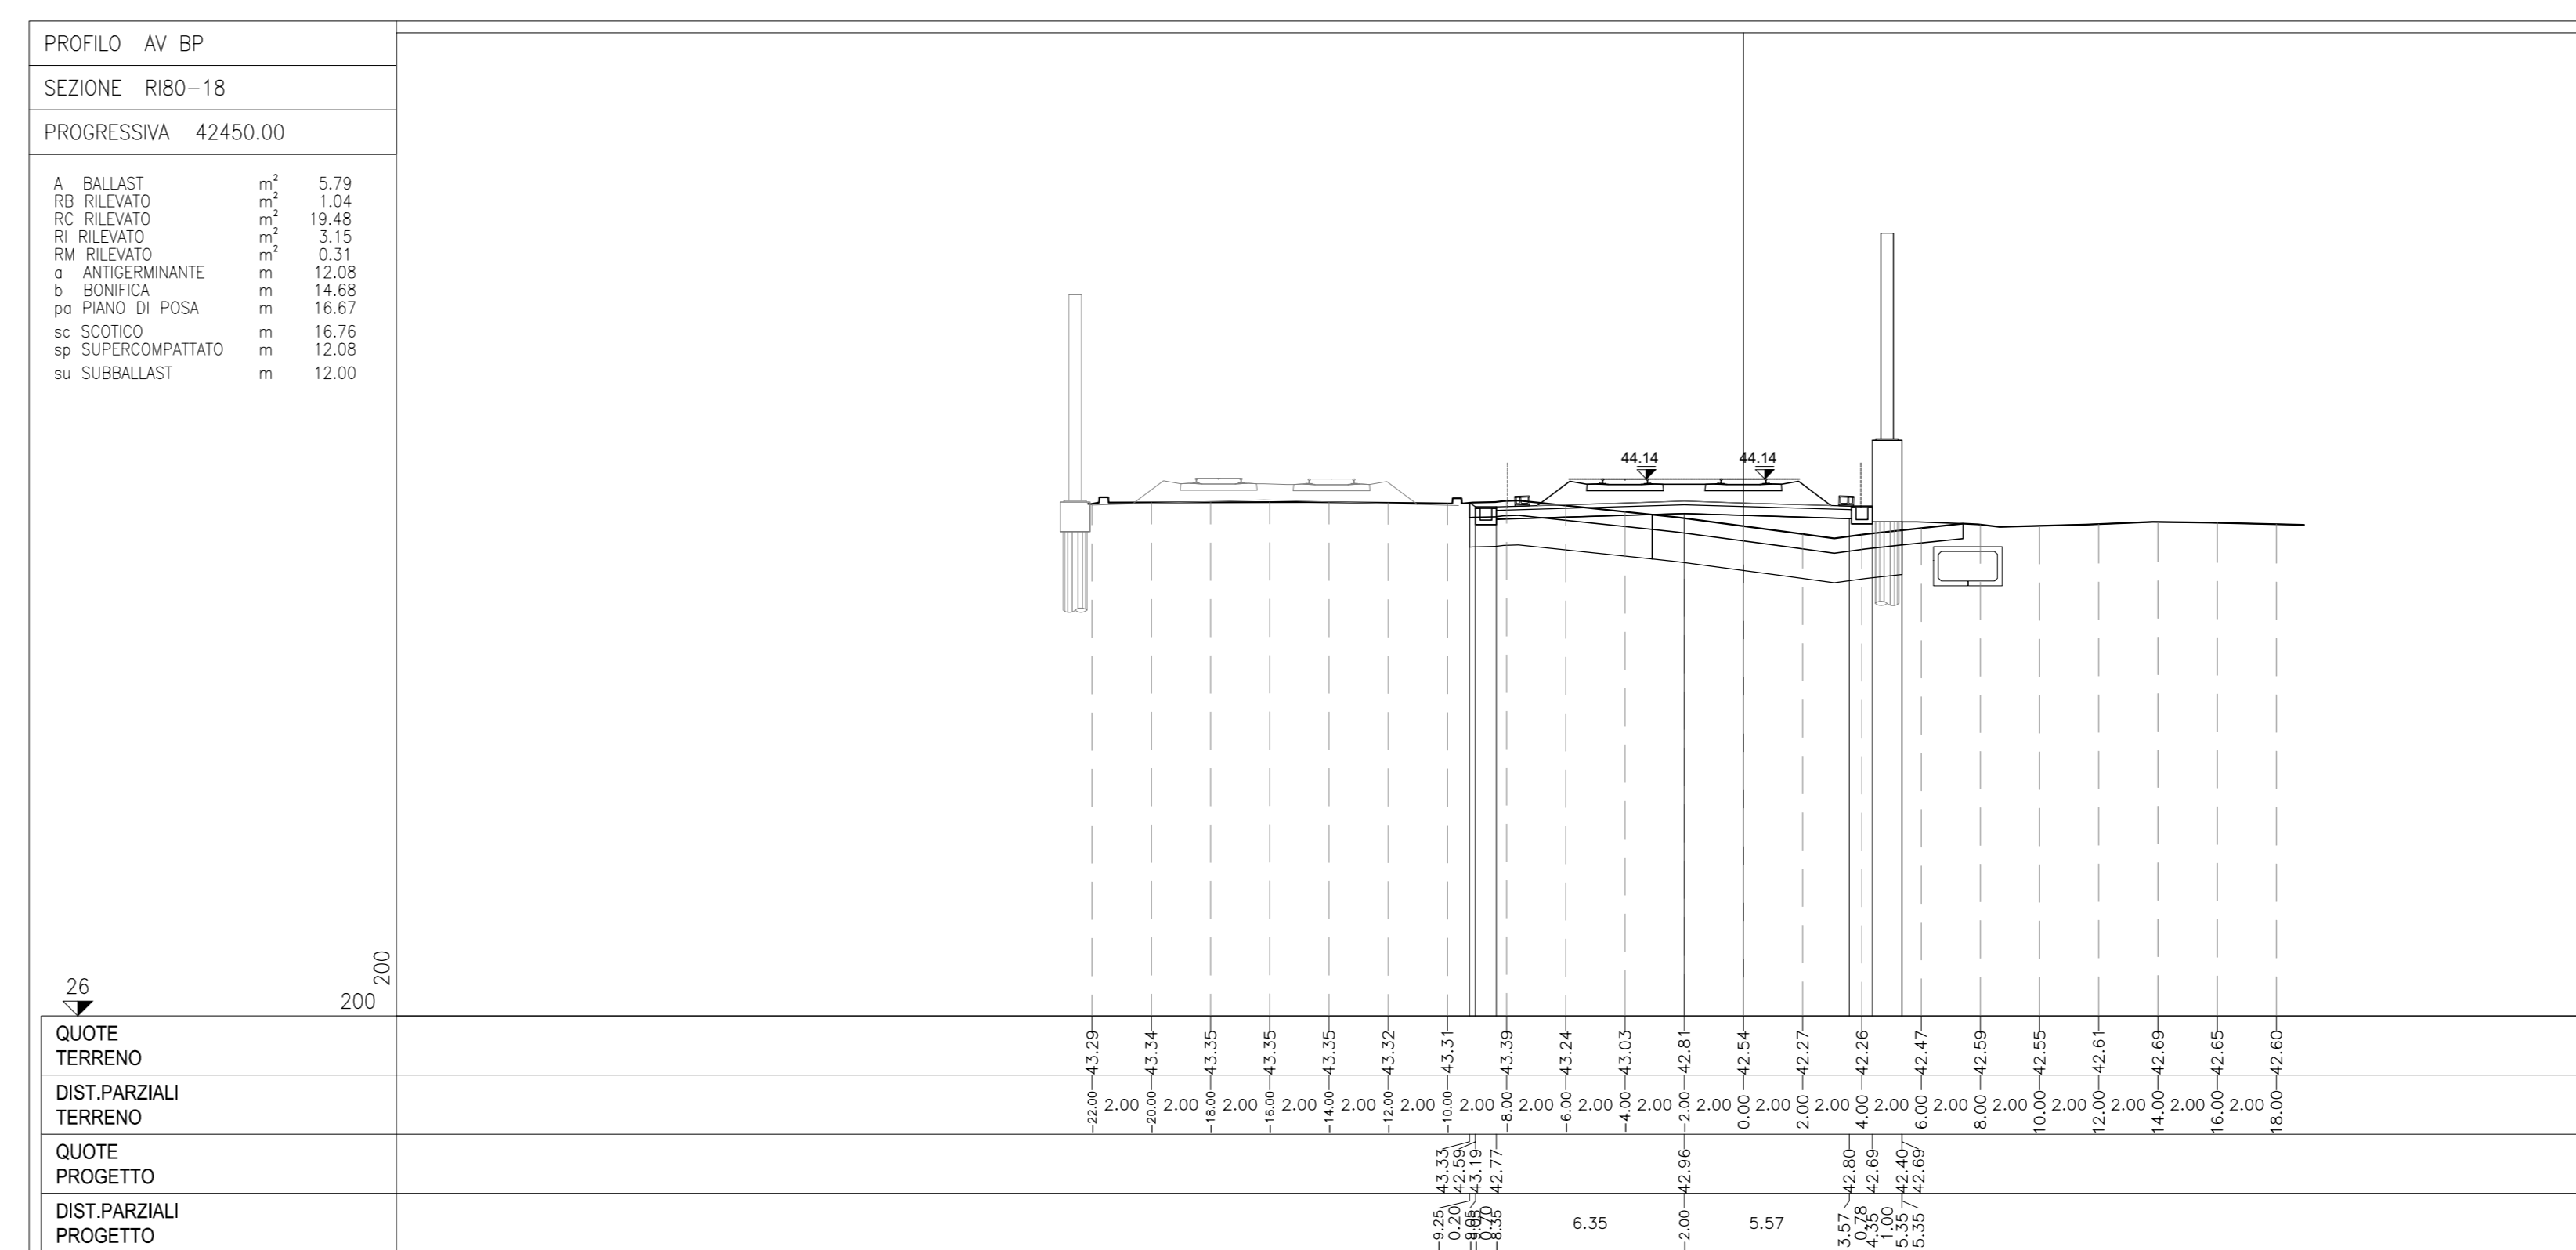 PROFILO AV BP
SEZIONE RI80-18
PROGRESSIVA 42450.00
A BALLAST m² 5.79
RB RILEVATO m² 1.04
RC RILEVATO m² 19.48
RI RILEVATO m² 3.15
RM RILEVATO m² 0.31
a ANTIGERMINANTE m 12.08
b BONIFICA m 14.68
pa PIANO DI POSA m 16.67
sc SCOTICO m 16.76
sp SUPERCOMPATTATO m 12.08
su SUBBALLAST m 12.00
44.14 44.14
200
26 200
QUOTE TERRENO
43.29 43.34 43.35 43.35 43.35 43.32 43.31 43.39 43.24 43.03 42.81 42.54 42.27 42.26 42.47 42.59 42.55 42.61 42.69 42.65 42.60
DIST.PARZIALI TERRENO
-22.00 2.00 -20.00 2.00 -18.00 2.00 -16.00 2.00 -14.00 2.00 -12.00 2.00 -10.00 2.00 -8.00 2.00 -6.00 2.00 -4.00 2.00 -2.00 2.00 0.00 2.00 2.00 2.00 4.00 2.00 6.00 2.00 8.00 2.00 10.00 2.00 12.00 2.00 14.00 2.00 16.00 2.00 18.00
QUOTE PROGETTO
43.33 42.59 43.19 42.77 42.96 42.80 42.69 42.40 42.69
DIST.PARZIALI PROGETTO
-9.25 0.20 -9.05 -9.05 0.70 -8.35 6.35 -2.00 5.57 3.57 0.78 4.35 1.00 5.35 5.35